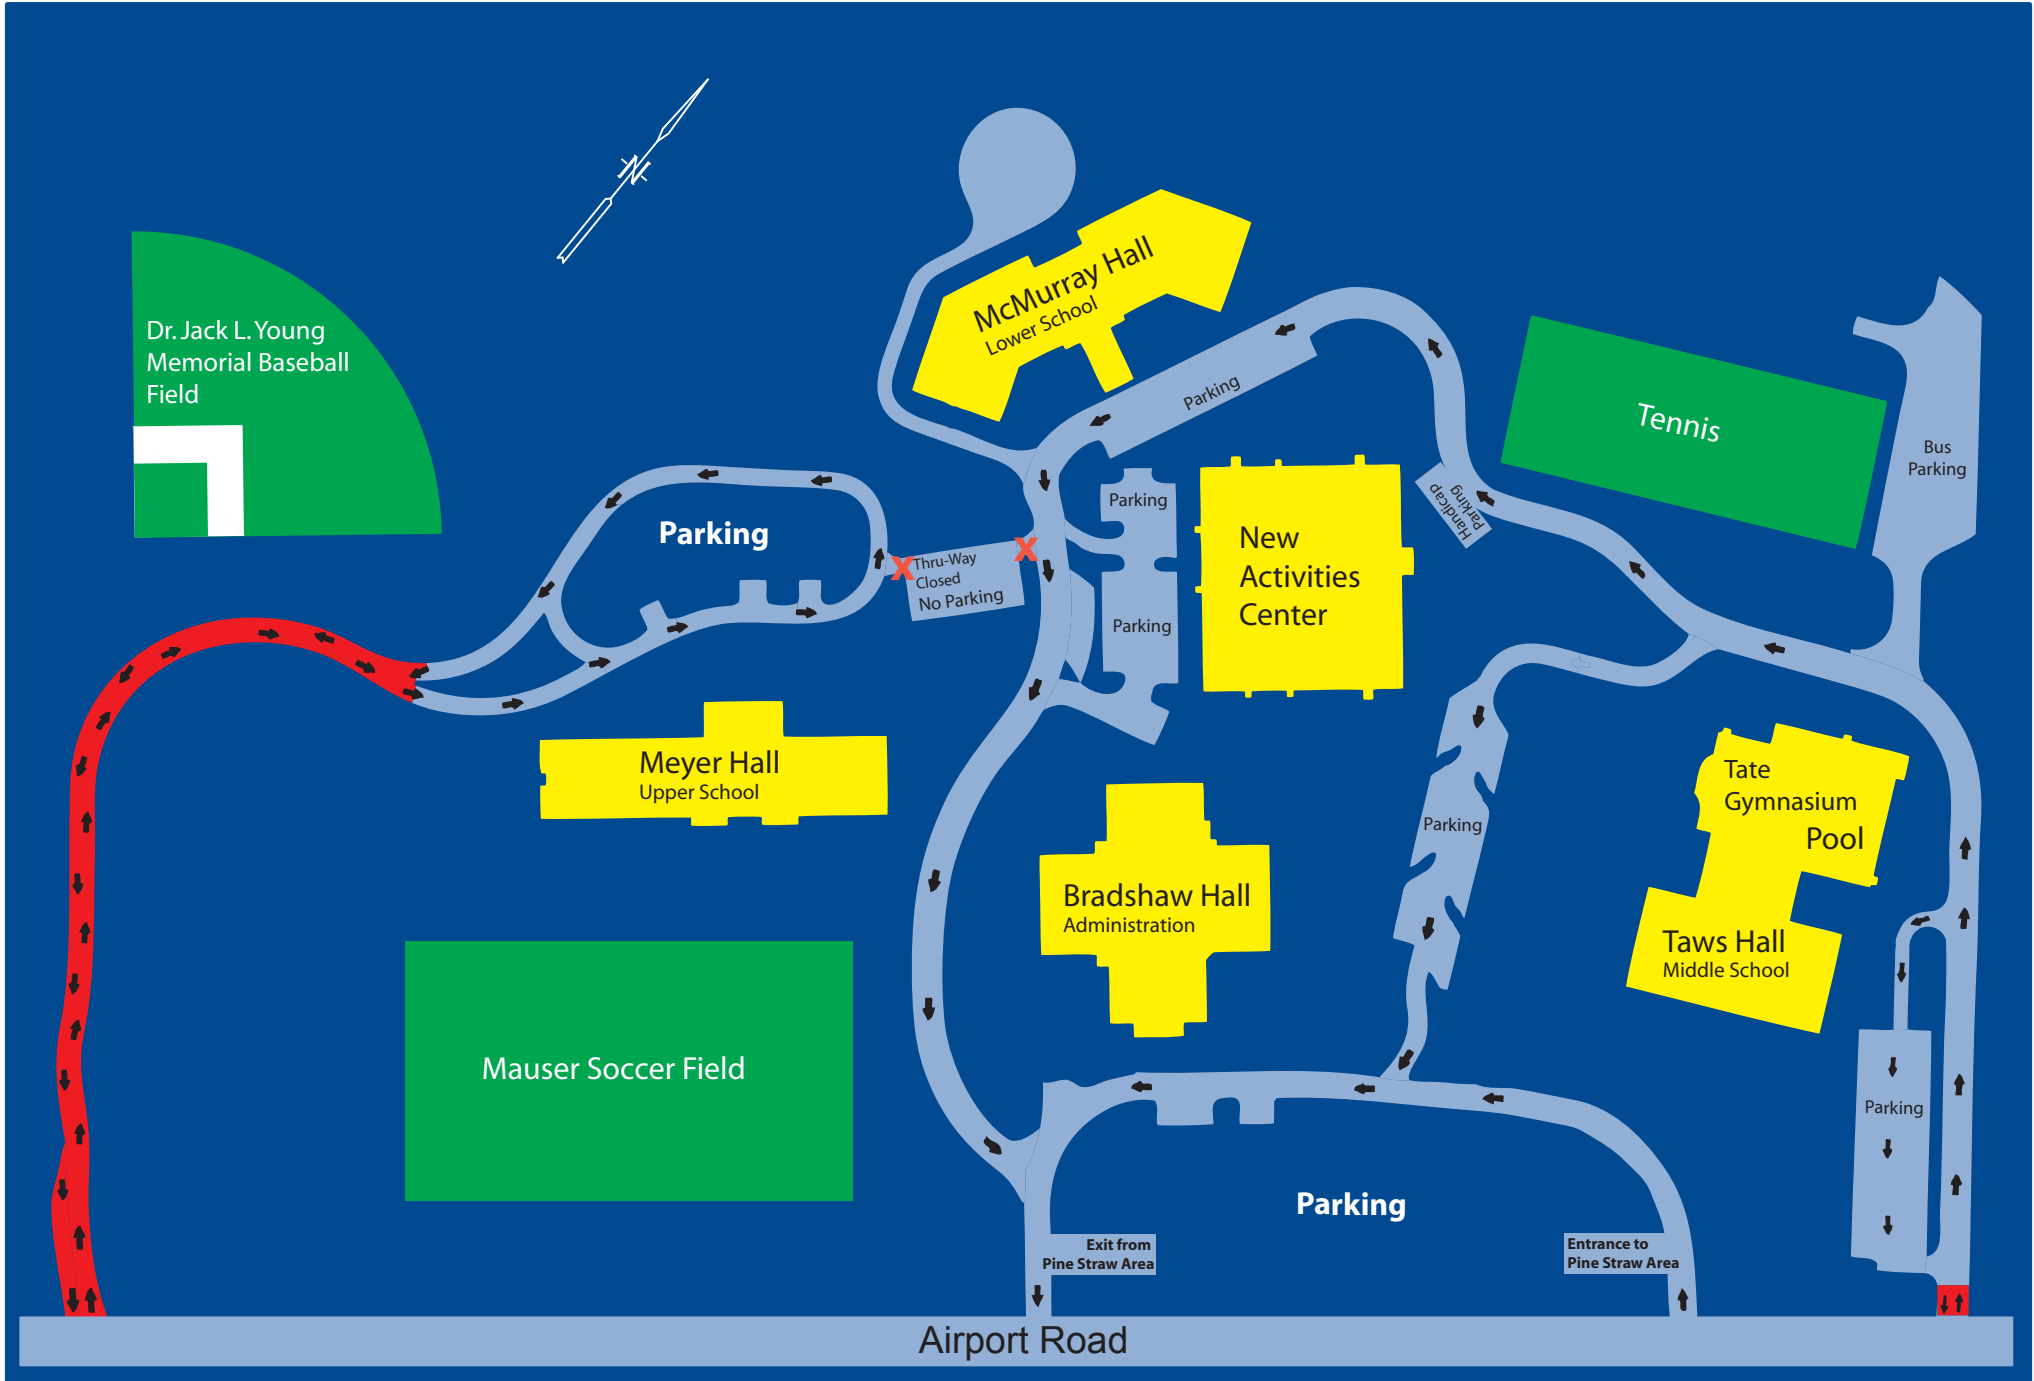 N
McMurray Hall
Lower School
Dr. Jack L. Young
Memorial Baseball
Field
Parking
Tennis
Bus
Parking
Parking
Handicap
Parking
Parking
New
Activities
Center
Thru-Way
Closed
No Parking
X
X
Parking
Meyer Hall
Upper School
Tate
Gymnasium
Pool
Parking
Bradshaw Hall
Administration
Taws Hall
Middle School
Mauser Soccer Field
Parking
Parking
Exit from
Pine Straw Area
Entrance to
Pine Straw Area
Airport Road